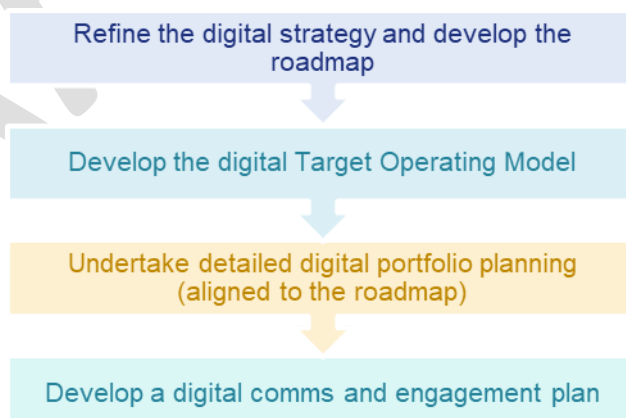 Refine the digital strategy and develop the
roadmap
Develop the digital Target Operating Model
Undertake detailed digital portfolio planning
(aligned to the roadmap)
Develop a digital comms and engagement plan